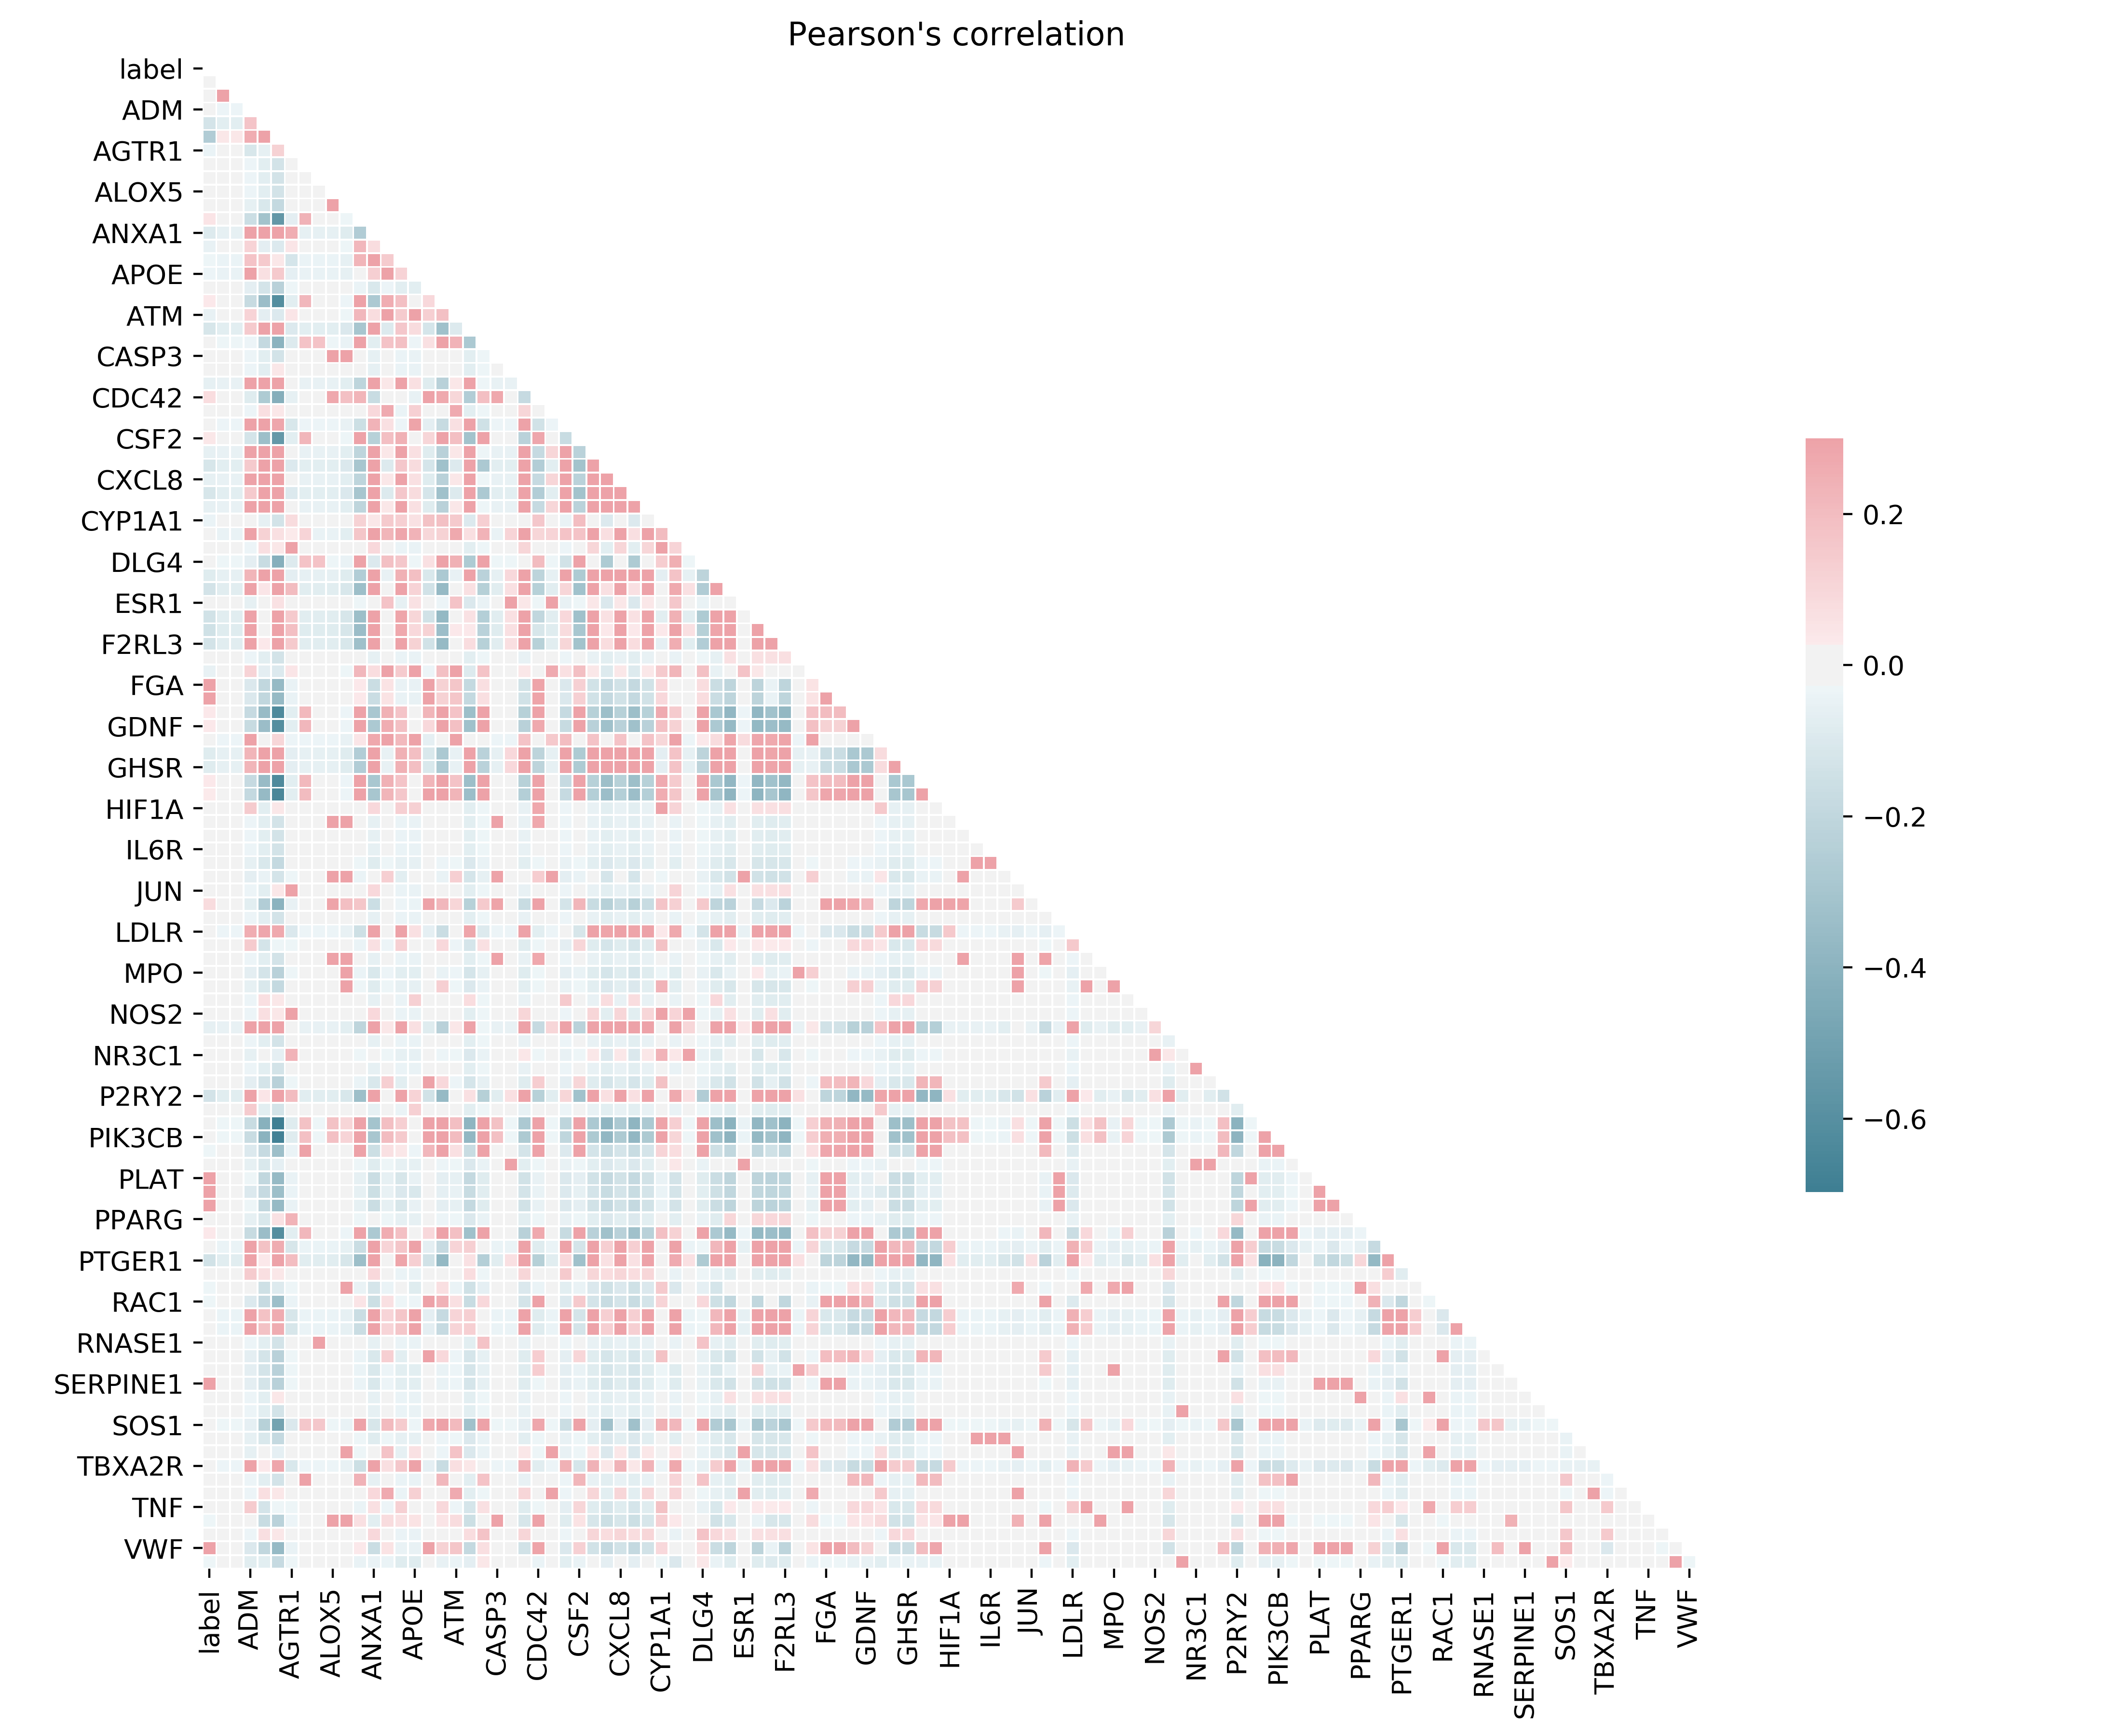 Pearson's correlation
label
ADM
AGTR1
ALOX5
ANXA1
APOE
ATM
CASP3
CDC42
CSF2
CXCL8
CYP1A1
DLG4
ESR1
F2RL3
FGA
GDNF
GHSR
HIF1A
IL6R
JUN
LDLR
MPO
NOS2
NR3C1
P2RY2
PIK3CB
PLAT
PPARG
PTGER1
RAC1
RNASE1
SERPINE1
SOS1
TBXA2R
TNF
VWF
label
ADM
AGTR1
ALOX5
ANXA1
APOE
ATM
CASP3
CDC42
CSF2
CXCL8
CYP1A1
DLG4
ESR1
F2RL3
FGA
GDNF
GHSR
HIF1A
IL6R
JUN
LDLR
MPO
NOS2
NR3C1
P2RY2
PIK3CB
PLAT
PPARG
PTGER1
RAC1
RNASE1
SERPINE1
SOS1
TBXA2R
TNF
VWF
0.2
0.0
−0.2
−0.4
−0.6